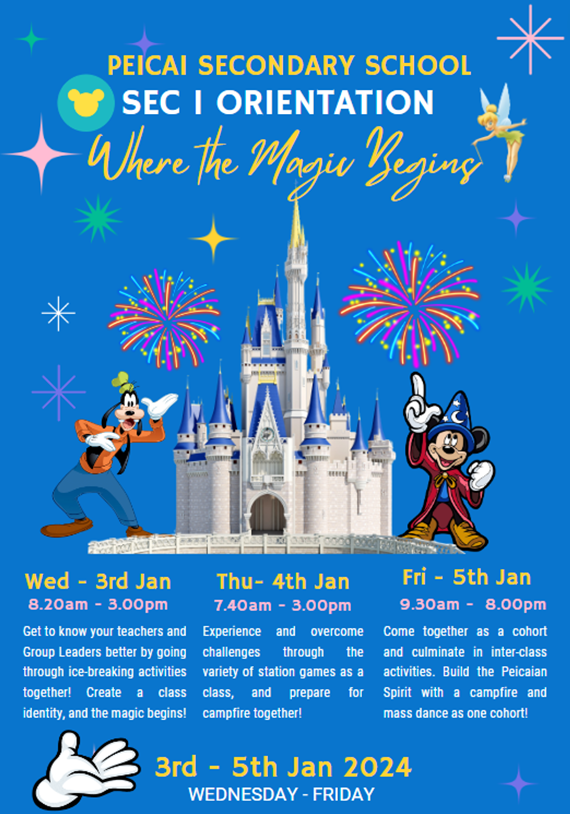 PEICAI SECONDARY SCHOOL
SEC 1 ORIENTATION
Where the Magic Begins
Wed - 3rd Jan
8.20am - 3.00pm
Get to know your teachers and
Group Leaders better by going
through ice-breaking activities
together! Create a class
identity, and the magic begins!
Thu- 4th Jan
7.40am - 3.00pm
Experience and overcome
challenges through the
variety of station games as a
class, and prepare for
campfire together!
Fri - 5th Jan
9.30am - 8.00pm
Come together as a cohort
and culminate in inter-class
activities. Build the Peicaian
Spirit with a campfire and
mass dance as one cohort!
3rd - 5th Jan 2024
WEDNESDAY - FRIDAY